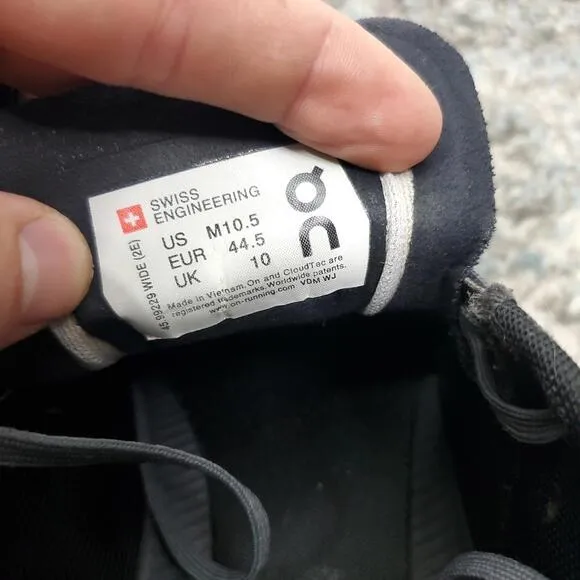 SWISS
ENGINEERING
US M10.5
EUR 44.5
UK 10
Made in Vietnam. On and CloudTec are
registered trademarks. Worldwide patents.
www.on-running.com VDM WJ
45.99229 WIDE (2E)
ON